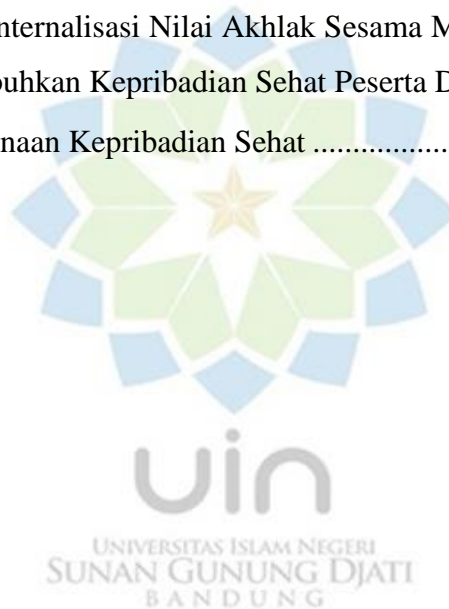 nternalisasi Nilai Akhlak Sesama M
buhkan Kepribadian Sehat Peserta D
naan Kepribadian Sehat ..................
uin
UNIVERSITAS ISLAM NEGERI
SUNAN GUNUNG DJATI
BANDUNG